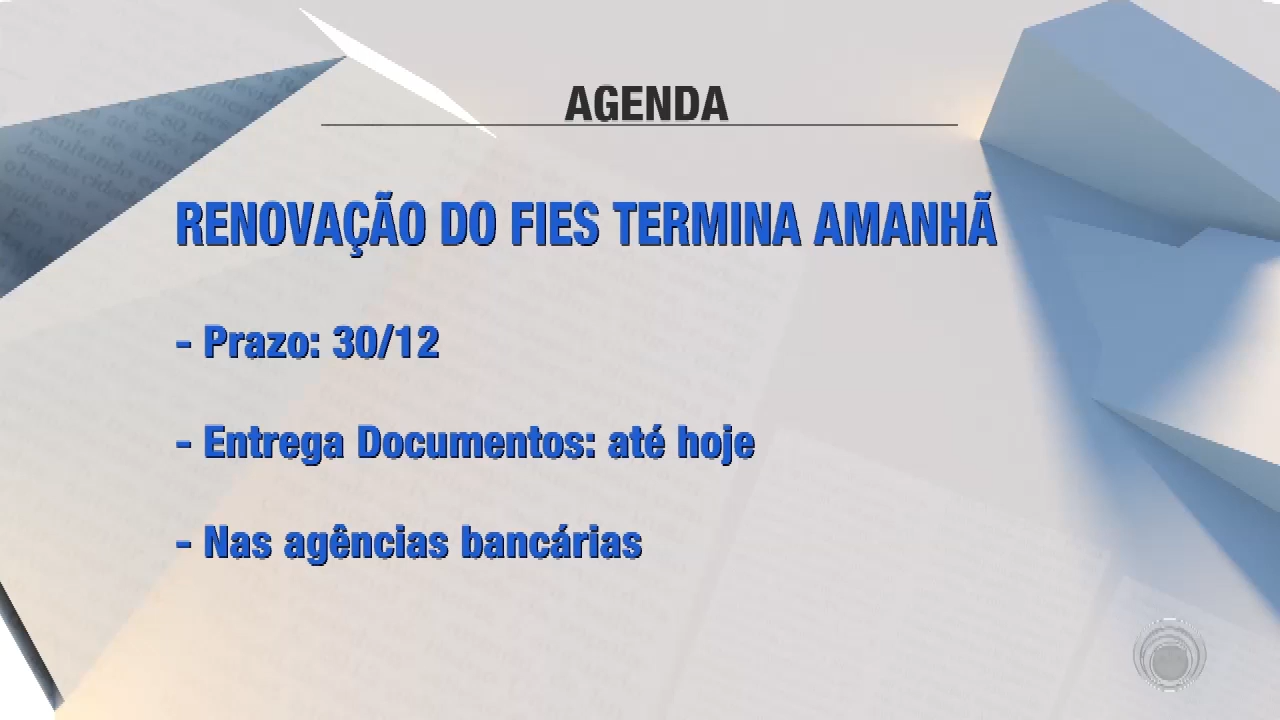 AGENDA
RENOVAÇÃO DO FIES TERMINA AMANHÃ
- Prazo: 30/12
- Entrega Documentos: até hoje
- Nas agências bancárias